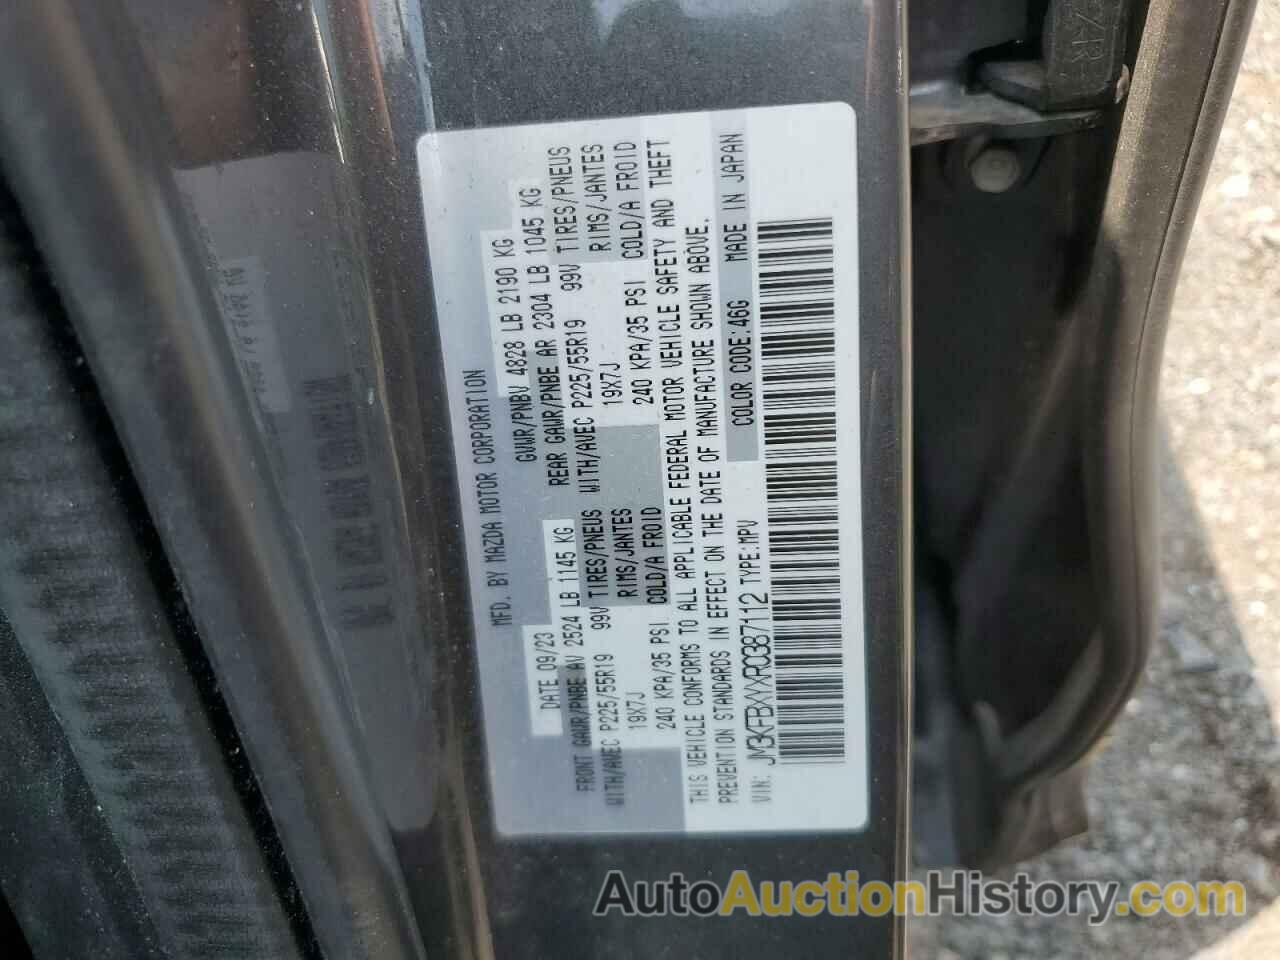 MFD. BY MAZDA MOTOR CORPORATION
DATE 09/23 GVWR/PNBV 4828 LB 2190 KG
FRONT GAWR/PNBE AV 2524 LB 1145 KG REAR GAWR/PNBE AR 2304 LB 1045 KG
WITH/AVEC P225/55R19 99V TIRES/PNEUS WITH/AVEC P225/55R19 99V TIRES/PNEUS
19X7J RIMS/JANTES 19X7J RIMS/JANTES
240 KPA/35 PSI COLD/A FROID 240 KPA/35 PSI COLD/A FROID
THIS VEHICLE CONFORMS TO ALL APPLICABLE FEDERAL MOTOR VEHICLE SAFETY AND THEFT
PREVENTION STANDARDS IN EFFECT ON THE DATE OF MANUFACTURE SHOWN ABOVE.
VIN: JM3KFBXYXR0387112 TYPE:MPV COLOR CODE:46G MADE IN JAPAN
AutoAuctionHistory.com